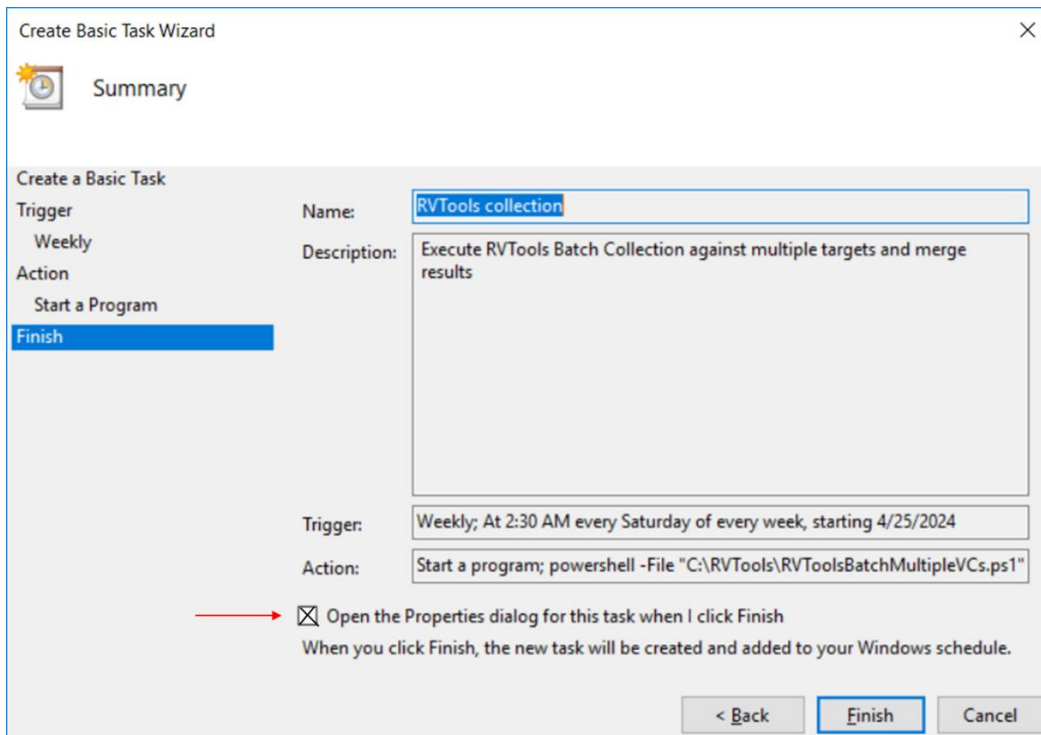 Create Basic Task Wizard
Summary
Create a Basic Task
Trigger
Weekly
Action
Start a Program
Finish
Name:
RVTools collection
Description:
Execute RVTools Batch Collection against multiple targets and merge
results
Trigger:
Weekly; At 2:30 AM every Saturday of every week, starting 4/25/2024
Action:
Start a program; powershell -File "C:\RVTools\RVToolsBatchMultipleVCs.ps1"
Open the Properties dialog for this task when I click Finish
When you click Finish, the new task will be created and added to your Windows schedule.
< Back
Finish
Cancel